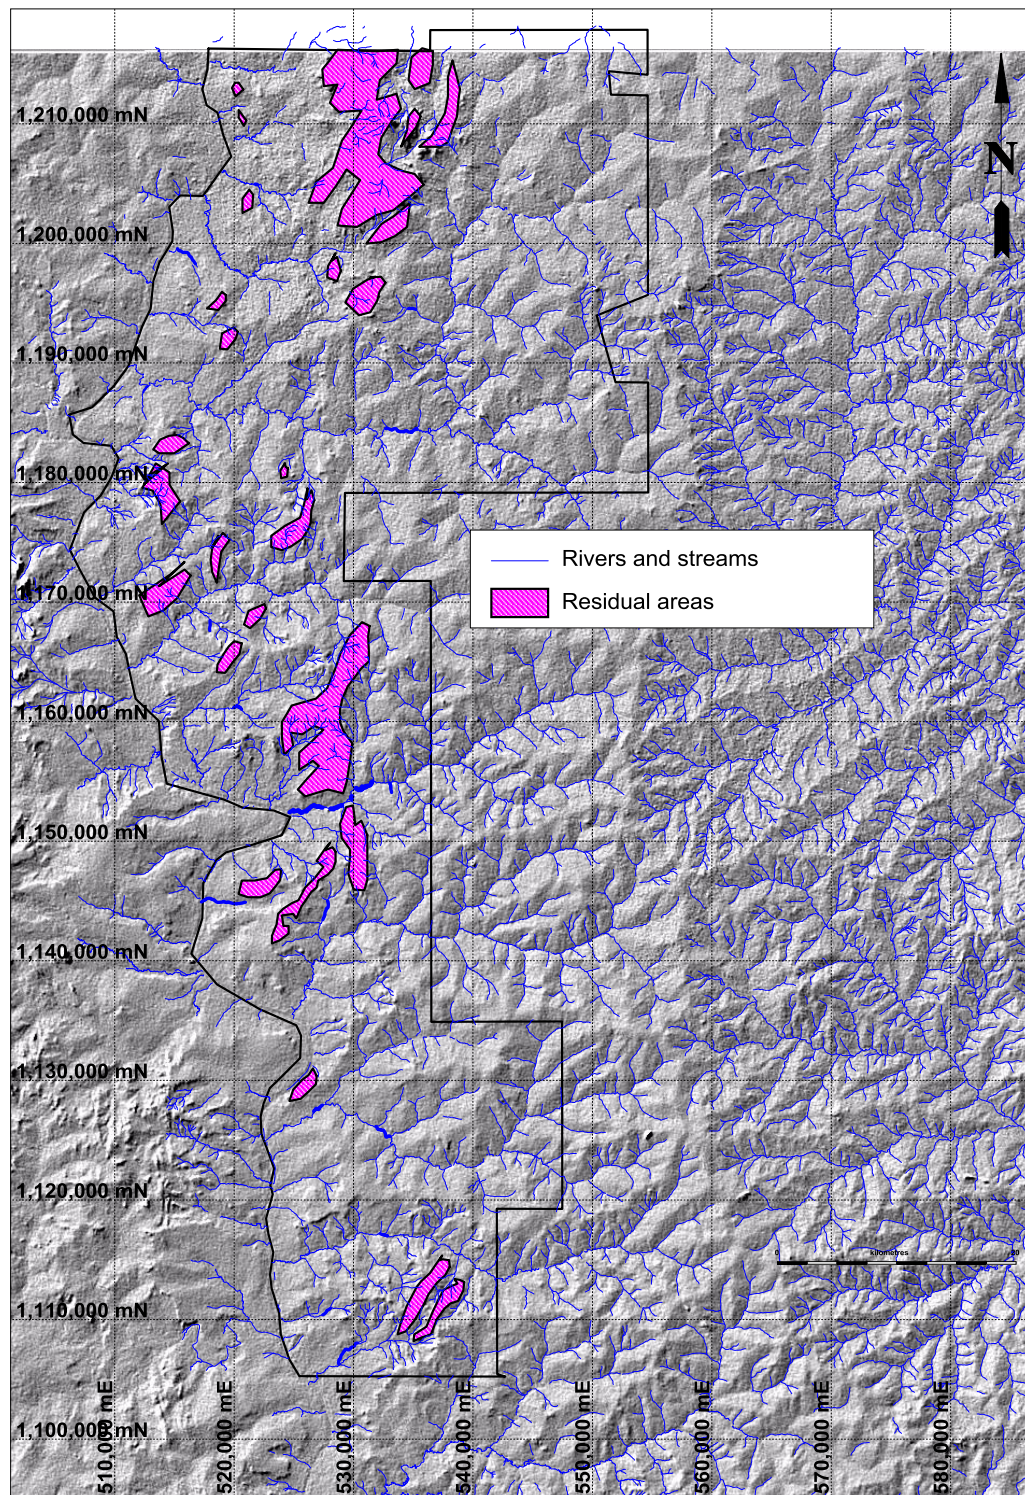 1,210,000 mN
N
1,200,000 mN
1,190,000 mN
1,180,000 mN
Rivers and streams
Residual areas
1,170,000 mN
1,160,000 mN
1,150,000 mN
1,140,000 mN
1,130,000 mN
1,120,000 mN
0 kilometres 20
1,110,000 mN
1,100,000 mN
510,000 mE
520,000 mE
530,000 mE
540,000 mE
550,000 mE
560,000 mE
570,000 mE
580,000 mE